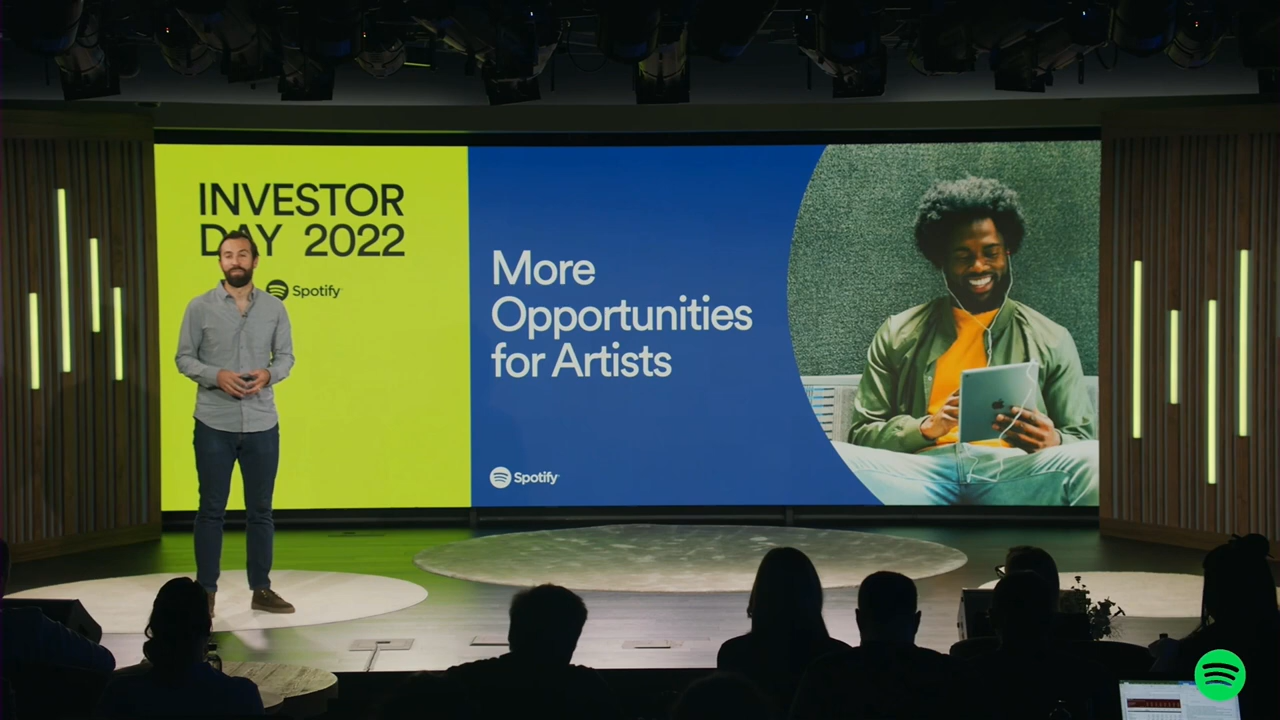 INVESTOR
DAY 2022
Spotify
More
Opportunities
for Artists
Spotify